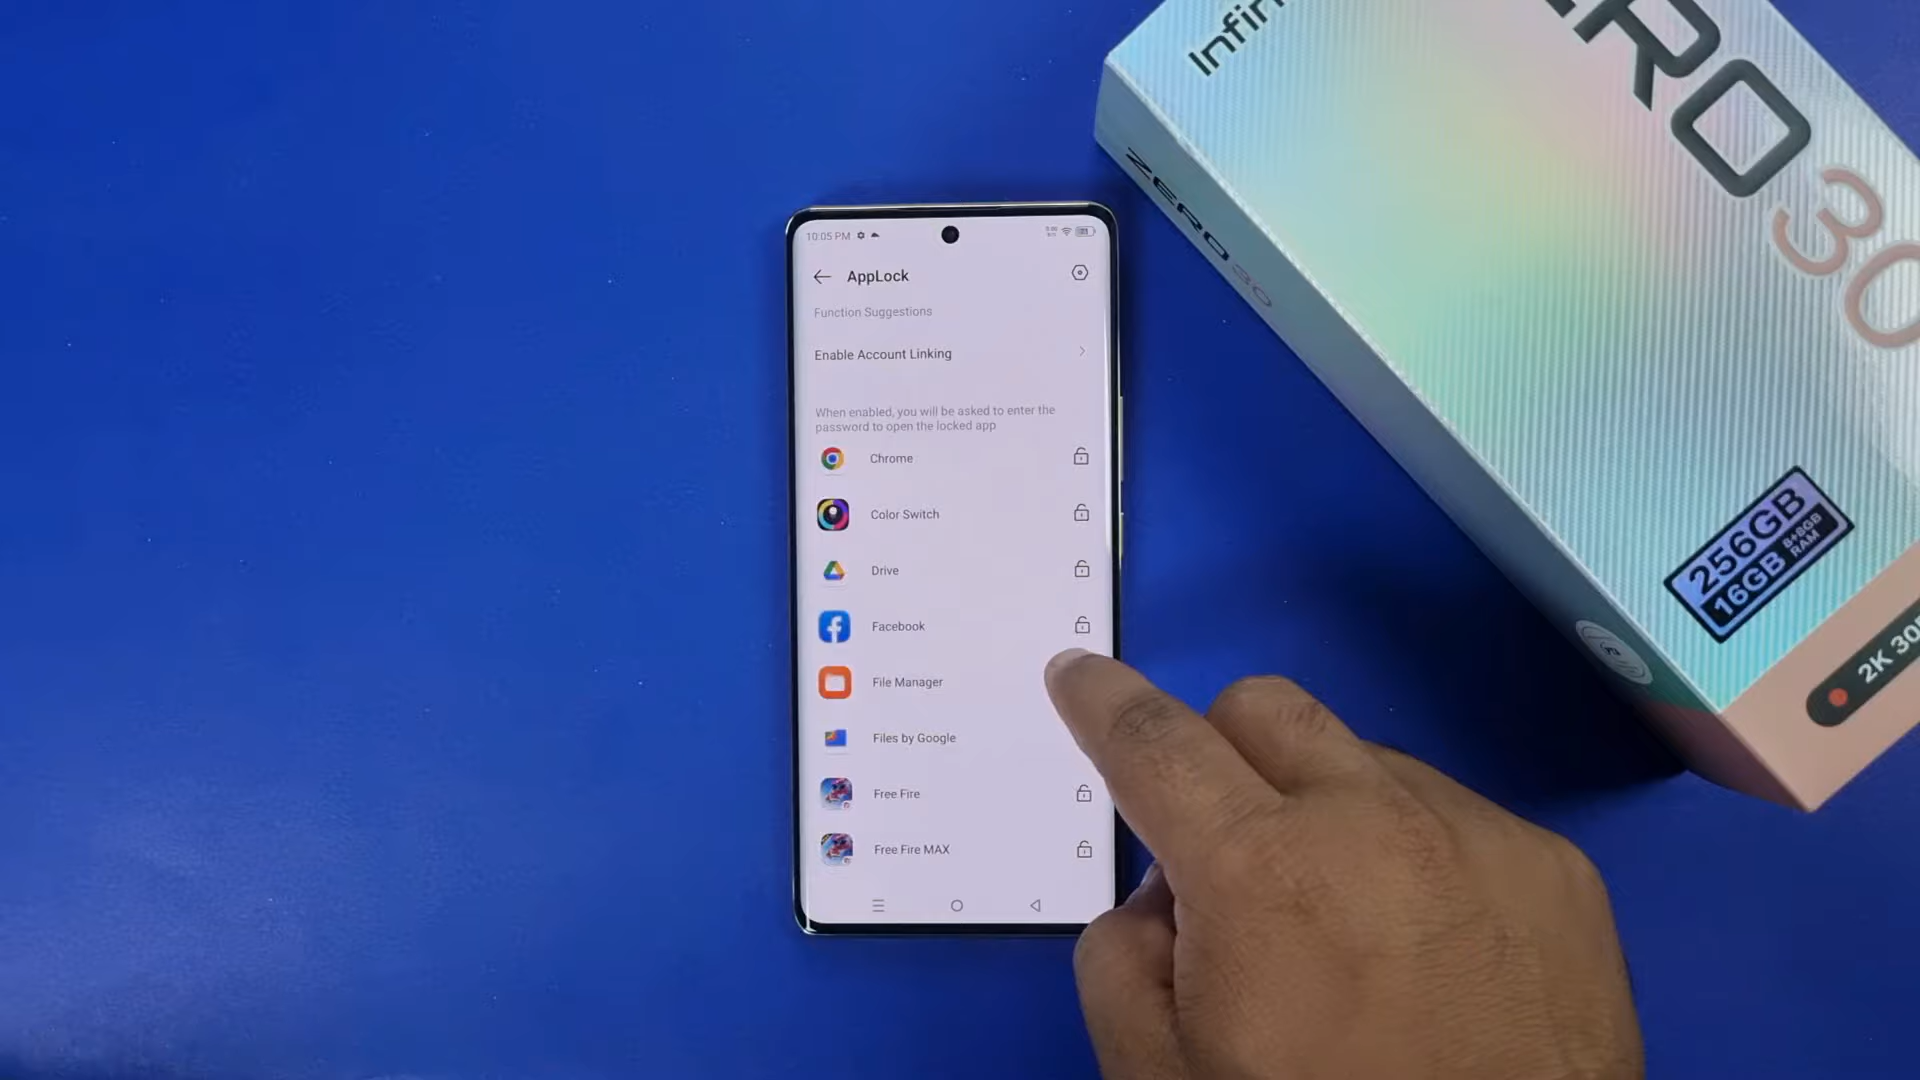 10:05 PM
AppLock
Function Suggestions
Enable Account Linking
When enabled, you will be asked to enter the
password to open the locked app
Chrome
Color Switch
Drive
Facebook
File Manager
Files by Google
Free Fire
Free Fire MAX
Infin
ERO 30
ZERO 30
256GB
16GB 8+8GB
RAM
2K 30